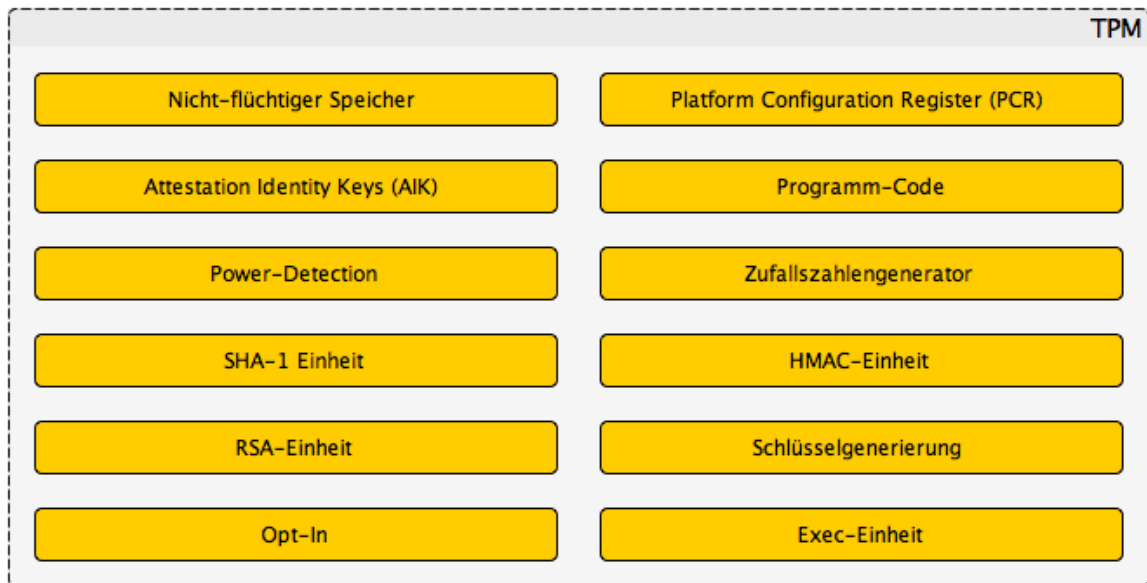 TPM
Nicht-flüchtiger Speicher
Platform Configuration Register (PCR)
Attestation Identity Keys (AIK)
Programm-Code
Power-Detection
Zufallszahlengenerator
SHA-1 Einheit
HMAC-Einheit
RSA-Einheit
Schlüsselgenerierung
Opt-In
Exec-Einheit